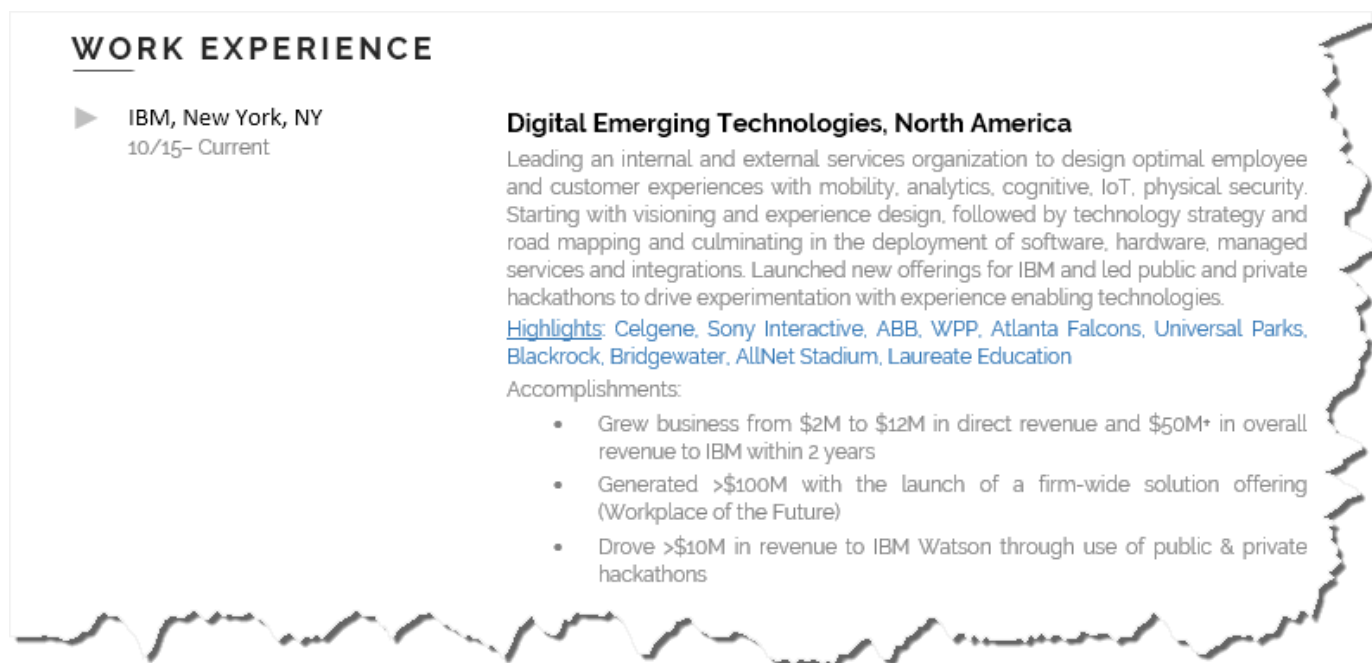 WORK EXPERIENCE
IBM, New York, NY
10/15– Current
Digital Emerging Technologies, North America
Leading an internal and external services organization to design optimal employee
and customer experiences with mobility, analytics, cognitive, IoT, physical security.
Starting with visioning and experience design, followed by technology strategy and
road mapping and culminating in the deployment of software, hardware, managed
services and integrations. Launched new offerings for IBM and led public and private
hackathons to drive experimentation with experience enabling technologies.
Highlights: Celgene, Sony Interactive, ABB, WPP, Atlanta Falcons, Universal Parks,
Blackrock, Bridgewater, AllNet Stadium, Laureate Education
Accomplishments:
• Grew business from $2M to $12M in direct revenue and $50M+ in overall
revenue to IBM within 2 years
• Generated >$100M with the launch of a firm-wide solution offering
(Workplace of the Future)
• Drove >$10M in revenue to IBM Watson through use of public & private
hackathons